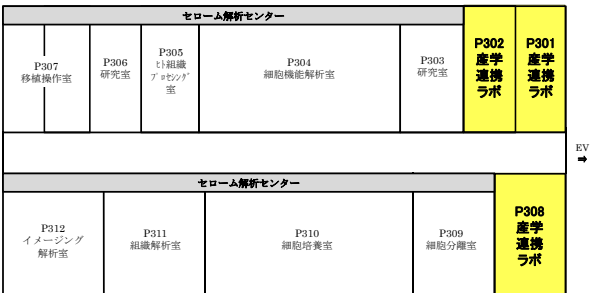 セローム解析センター
P307
移植操作室
P306
研究室
P305
ヒト組織
プロセシング
室
P304
細胞機能解析室
P303
研究室
P302
産学
連携
ラボ
P301
産学
連携
ラボ
EV
➡
セローム解析センター
P312
イメージング
解析室
P311
組織解析室
P310
細胞培養室
P309
細胞分離室
P308
産学
連携
ラボ